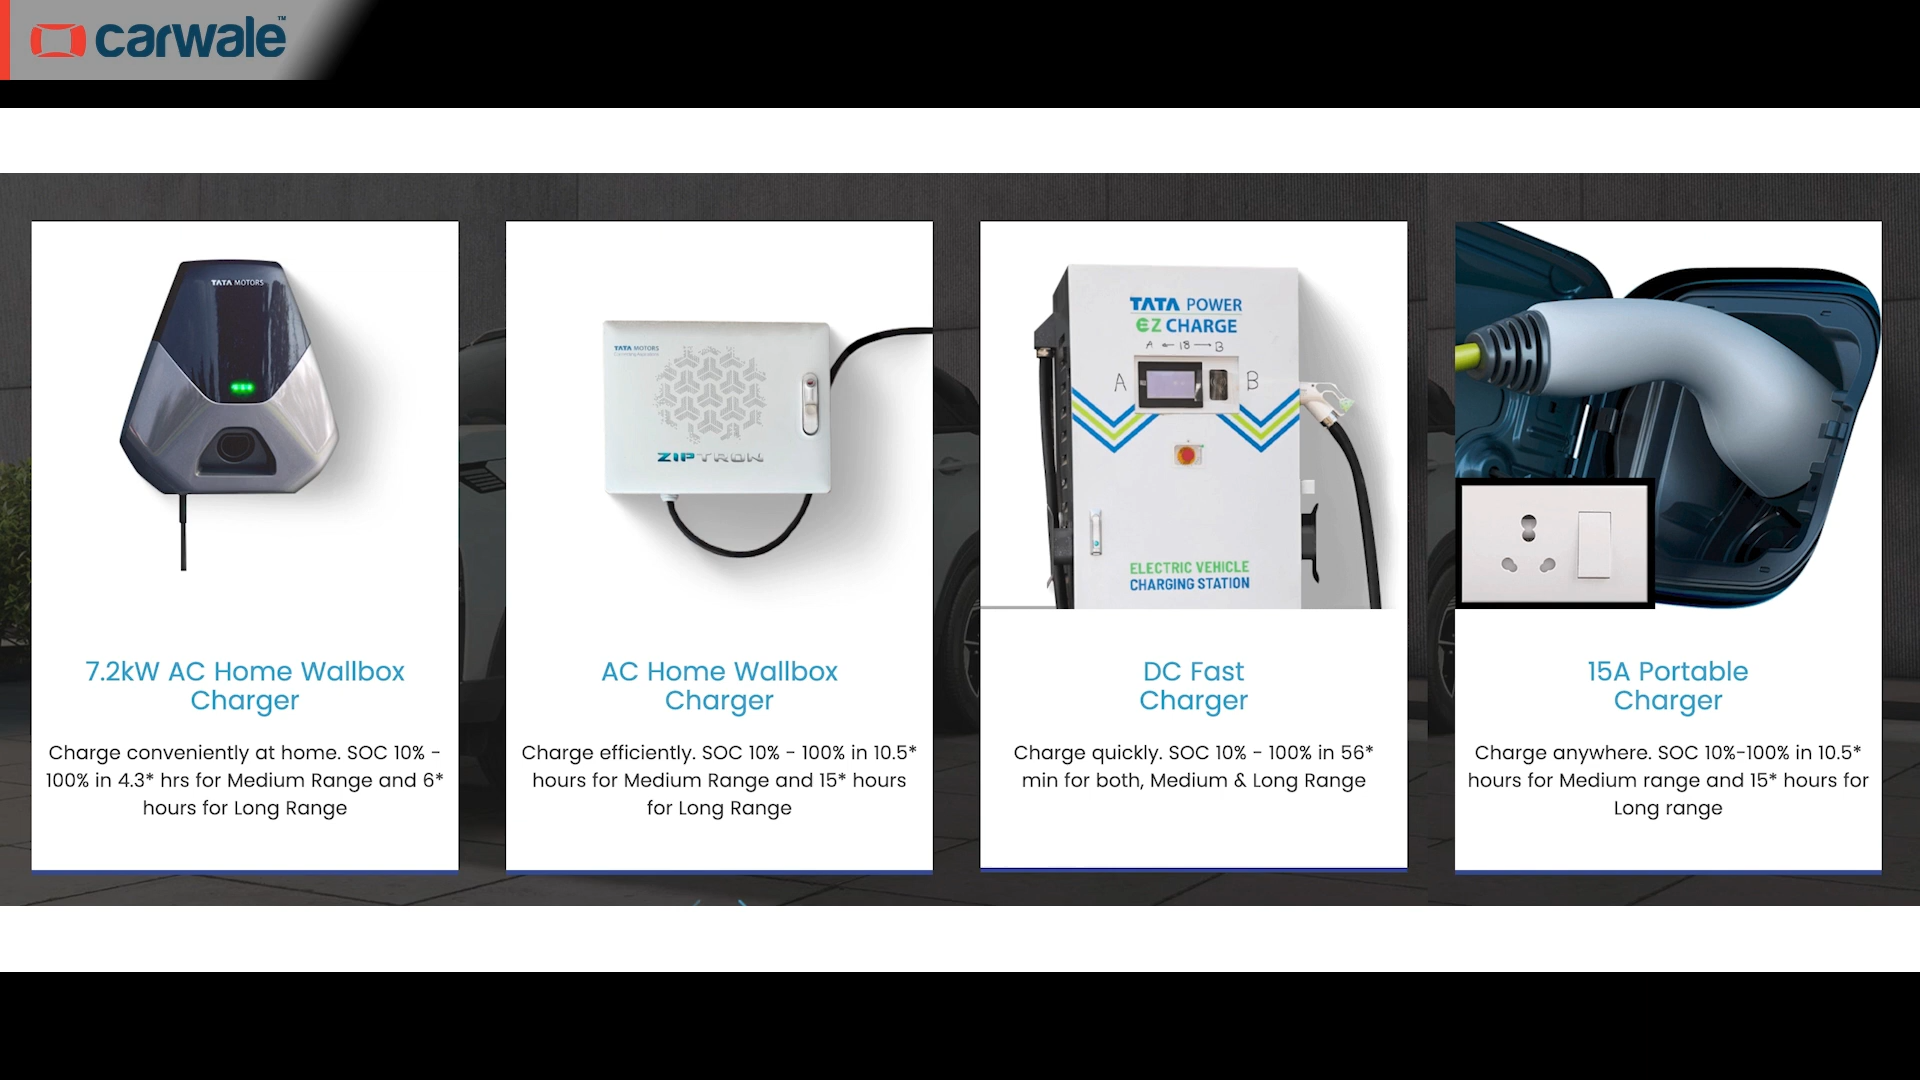 carwale™
TATA MOTORS
TATA MOTORS
ZIPTRON
TATA POWER
EZ CHARGE
A ← 18 → B
A
B
ELECTRIC VEHICLE
CHARGING STATION
7.2kW AC Home Wallbox
Charger
Charge conveniently at home. SOC 10% -
100% in 4.3* hrs for Medium Range and 6*
hours for Long Range
AC Home Wallbox
Charger
Charge efficiently. SOC 10% - 100% in 10.5*
hours for Medium Range and 15* hours
for Long Range
DC Fast
Charger
Charge quickly. SOC 10% - 100% in 56*
min for both, Medium & Long Range
15A Portable
Charger
Charge anywhere. SOC 10%-100% in 10.5*
hours for Medium range and 15* hours for
Long range